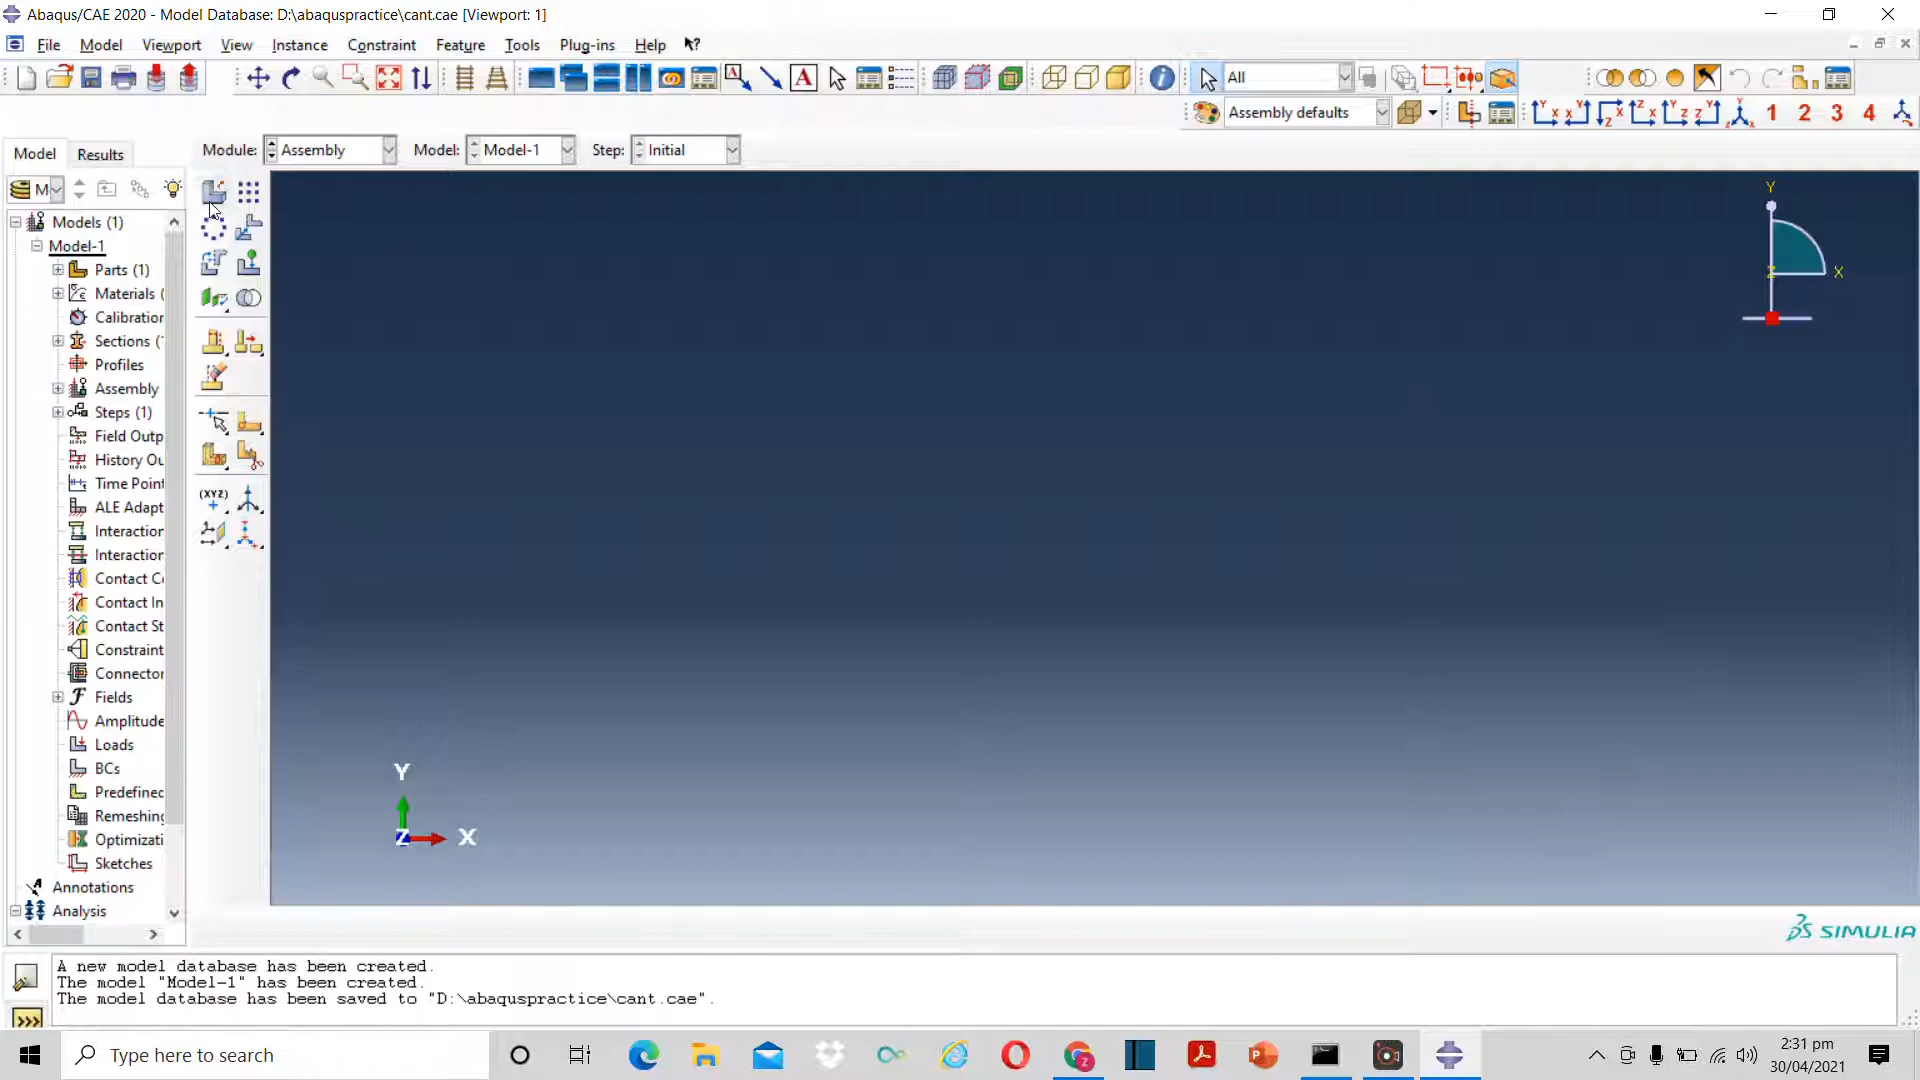 Abaqus/CAE 2020 - Model Database: D:\abaquspractice\cant.cae [Viewport: 1]
File Model Viewport View Instance Constraint Feature Tools Plug-ins Help
All
Assembly defaults
1 2 3 4
Model Results
Module: Assembly Model: Model-1 Step: Initial
M
Models (1)
Model-1
Parts (1)
Materials (
Calibration
Sections (
Profiles
Assembly
Steps (1)
Field Outp
History Ou
Time Point
ALE Adapt
Interaction
Interaction
Contact Co
Contact In
Contact St
Constraint
Connector
Fields
Amplitude
Loads
BCs
Predefined
Remeshing
Optimizati
Sketches
Annotations
Analysis
(XYZ)
Y
X
Z
Y
Z
X
SIMULIA
A new model database has been created.
The model "Model-1" has been created.
The model database has been saved to "D:\abaquspractice\cant.cae".
>>>
Type here to search
2:31 pm
30/04/2021